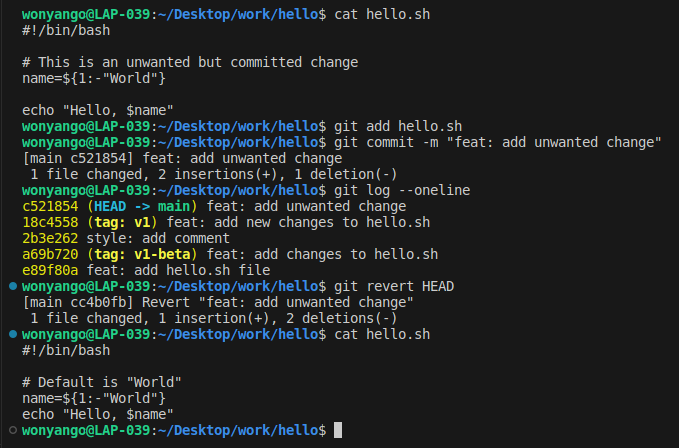 wonyango@LAP-039:~/Desktop/work/hello$ cat hello.sh
#!/bin/bash

# This is an unwanted but committed change
name=${1:-"World"}

echo "Hello, $name"
wonyango@LAP-039:~/Desktop/work/hello$ git add hello.sh
wonyango@LAP-039:~/Desktop/work/hello$ git commit -m "feat: add unwanted change"
[main c521854] feat: add unwanted change
 1 file changed, 2 insertions(+), 1 deletion(-)
wonyango@LAP-039:~/Desktop/work/hello$ git log --oneline
c521854 (HEAD -> main) feat: add unwanted change
18c4558 (tag: v1) feat: add new changes to hello.sh
2b3e262 style: add comment
a69b720 (tag: v1-beta) feat: add changes to hello.sh
e89f80a feat: add hello.sh file
wonyango@LAP-039:~/Desktop/work/hello$ git revert HEAD
[main cc4b0fb] Revert "feat: add unwanted change"
 1 file changed, 1 insertion(+), 2 deletions(-)
wonyango@LAP-039:~/Desktop/work/hello$ cat hello.sh
#!/bin/bash

# Default is "World"
name=${1:-"World"}
echo "Hello, $name"
wonyango@LAP-039:~/Desktop/work/hello$